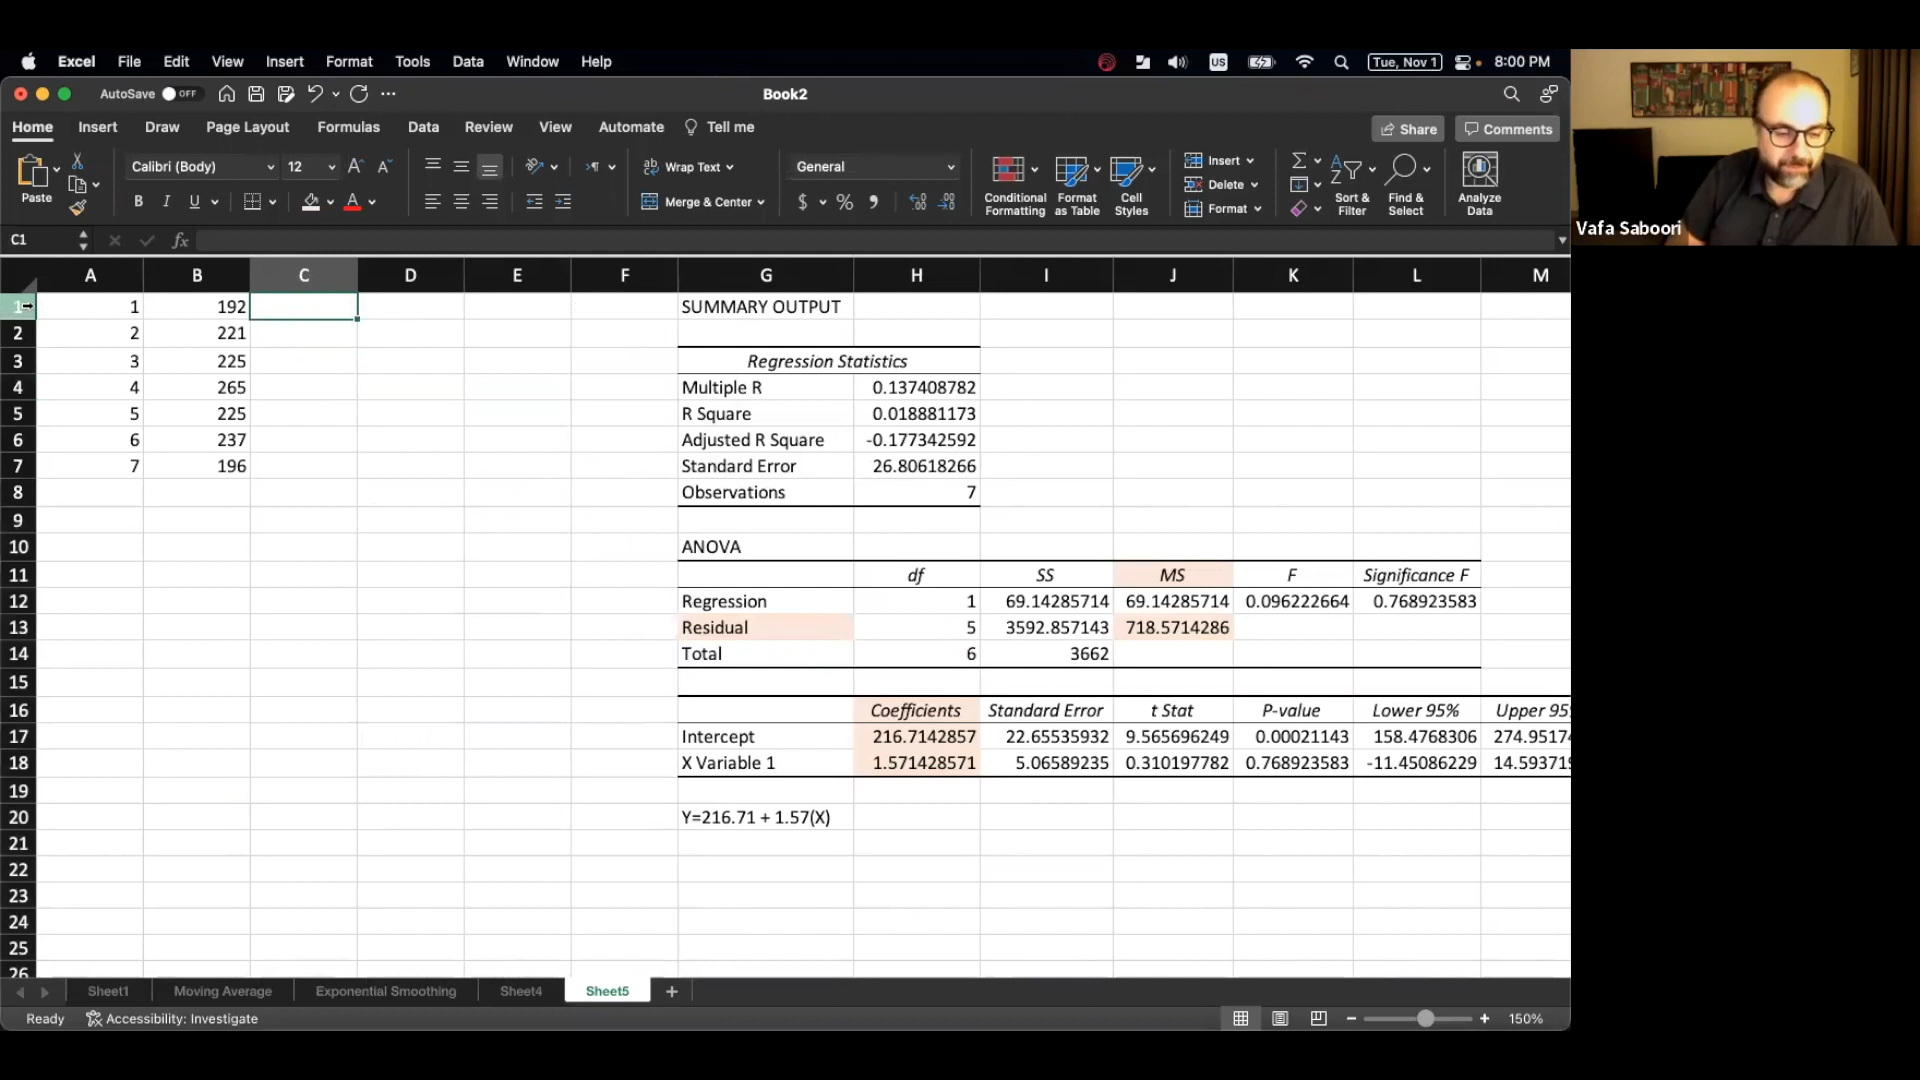 Excel File Edit View Insert Format Tools Data Window Help US Tue, Nov 1 8:00 PM
AutoSave OFF Book2
Home Insert Draw Page Layout Formulas Data Review View Automate Tell me Share Comments
Paste Calibri (Body) 12 Wrap Text General Insert
B I U Merge & Center $ % Conditional Formatting Format as Table Cell Styles Delete Format Sort & Filter Find & Select Analyze Data
Vafa Saboori
C1 fx
A B C D E F G H I J K L M
1 1 192 SUMMARY OUTPUT
2 2 221
3 3 225 Regression Statistics
4 4 265 Multiple R 0.137408782
5 5 225 R Square 0.018881173
6 6 237 Adjusted R Square -0.177342592
7 7 196 Standard Error 26.80618266
8 Observations 7
9
10 ANOVA
11 df SS MS F Significance F
12 Regression 1 69.14285714 69.14285714 0.096222664 0.768923583
13 Residual 5 3592.857143 718.5714286
14 Total 6 3662
15
16 Coefficients Standard Error t Stat P-value Lower 95% Upper 95
17 Intercept 216.7142857 22.65535932 9.565696249 0.00021143 158.4768306 274.95174
18 X Variable 1 1.571428571 5.06589235 0.310197782 0.768923583 -11.45086229 14.59371
19
20 Y=216.71 + 1.57(X)
21
22
23
24
25
26
Sheet1 Moving Average Exponential Smoothing Sheet4 Sheet5
Ready Accessibility: Investigate 150%